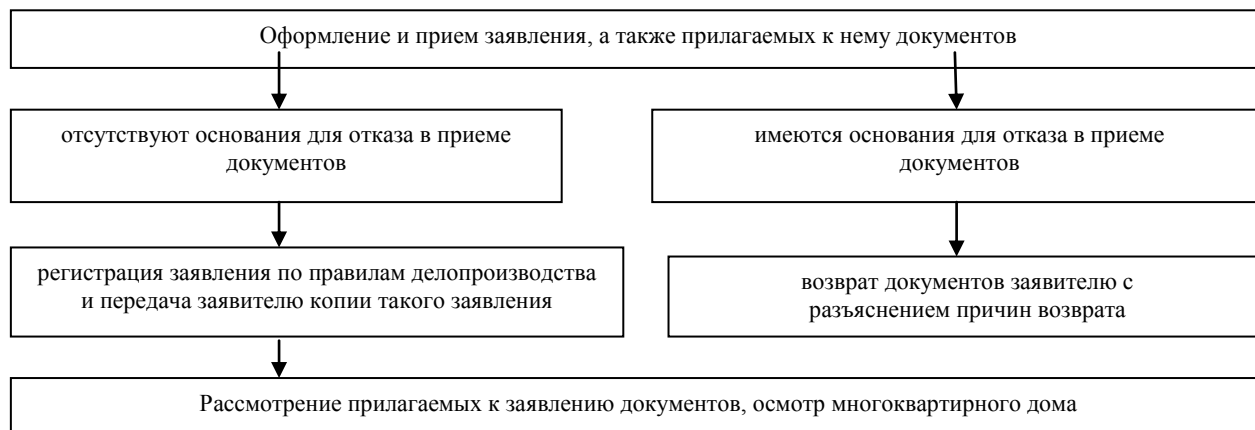 Оформление и прием заявления, а также прилагаемых к нему документов
отсутствуют основания для отказа в приеме
документов
имеются основания для отказа в приеме
документов
регистрация заявления по правилам делопроизводства
и передача заявителю копии такого заявления
возврат документов заявителю с
разъяснением причин возврата
Рассмотрение прилагаемых к заявлению документов, осмотр многоквартирного дома